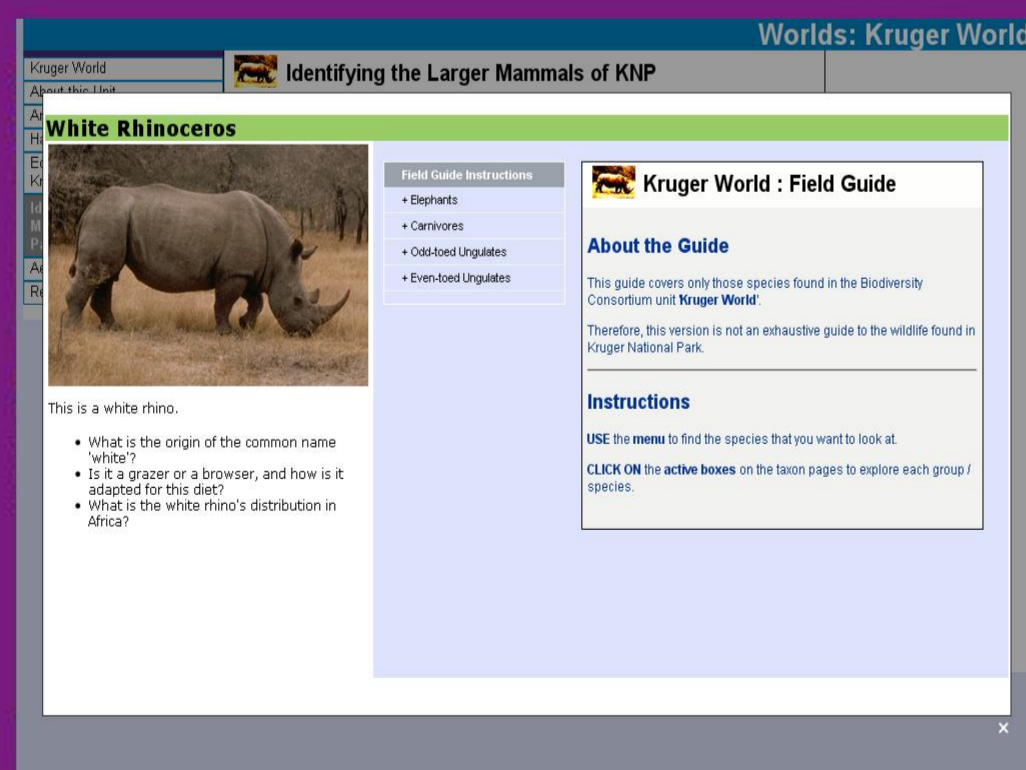 Worlds: Kruger World
Kruger World
Identifying the Larger Mammals of KNP
About this Unit
White Rhinoceros
Field Guide Instructions
+ Elephants
+ Carnivores
+ Odd-toed Ungulates
+ Even-toed Ungulates
Kruger World : Field Guide
About the Guide
This guide covers only those species found in the Biodiversity
Consortium unit 'Kruger World'.
Therefore, this version is not an exhaustive guide to the wildlife found in
Kruger National Park.
Instructions
USE the menu to find the species that you want to look at.
CLICK ON the active boxes on the taxon pages to explore each group /
species.
This is a white rhino.
• What is the origin of the common name
'white'?
• Is it a grazer or a browser, and how is it
adapted for this diet?
• What is the white rhino's distribution in
Africa?
x